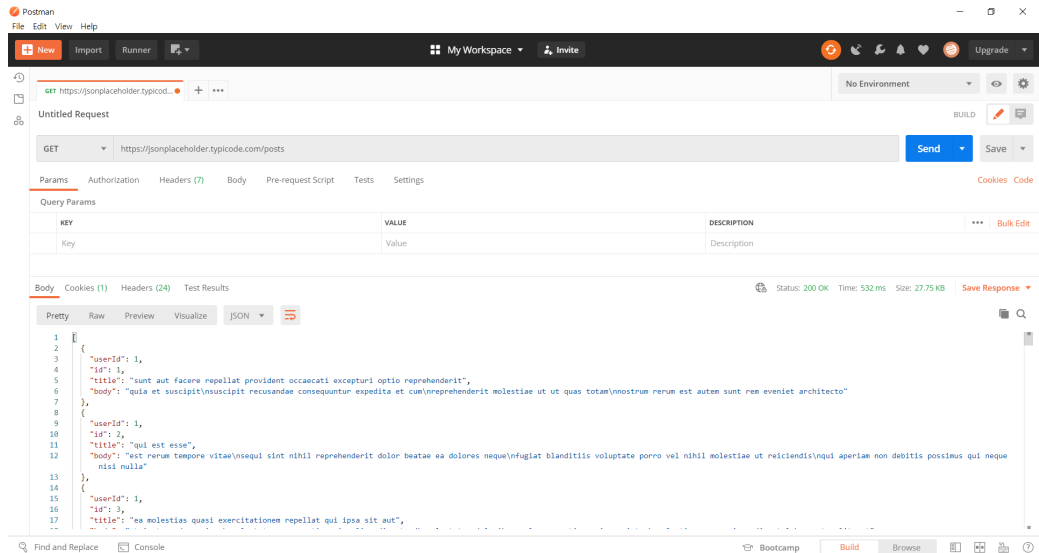 Postman
File Edit View Help
New Import Runner My Workspace Invite Upgrade
GET https://jsonplaceholder.typicod... No Environment
Untitled Request BUILD
GET https://jsonplaceholder.typicode.com/posts Send Save
Params Authorization Headers (7) Body Pre-request Script Tests Settings Cookies Code
Query Params
KEY VALUE DESCRIPTION Bulk Edit
Key Value Description
Body Cookies (1) Headers (24) Test Results Status: 200 OK Time: 532 ms Size: 27.75 KB Save Response
Pretty Raw Preview Visualize JSON
1 [
2 {
3 "userId": 1,
4 "id": 1,
5 "title": "sunt aut facere repellat provident occaecati excepturi optio reprehenderit",
6 "body": "quia et suscipit\nsuscipit recusandae consequuntur expedita et cum\nreprehenderit molestiae ut ut quas totam\nnostrum rerum est autem sunt rem eveniet architecto"
7 },
8 {
9 "userId": 1,
10 "id": 2,
11 "title": "qui est esse",
12 "body": "est rerum tempore vitae\nsequi sint nihil reprehenderit dolor beatae ea dolores neque\nfugiat blanditiis voluptate porro vel nihil molestiae ut reiciendis\nqui aperiam non debitis possimus qui neque
nisi nulla"
13 },
14 {
15 "userId": 1,
16 "id": 3,
17 "title": "ea molestias quasi exercitationem repellat qui ipsa sit aut",
Find and Replace Console Bootcamp Build Browse